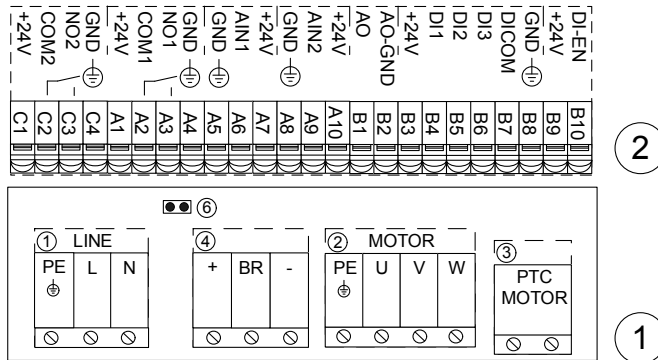 +24V COM2 NO2 GND +24V COM1 NO1 GND GND AIN1 +24V GND AIN2 +24V AO AO-GND +24V DI1 DI2 DI3 DICOM GND +24V DI-EN
C1 C2 C3 C4 A1 A2 A3 A4 A5 A6 A7 A8 A9 A10 B1 B2 B3 B4 B5 B6 B7 B8 B9 B10
2
6
1 LINE
PE L N
4
+ BR -
2 MOTOR
PE U V W
3
PTC
MOTOR
1